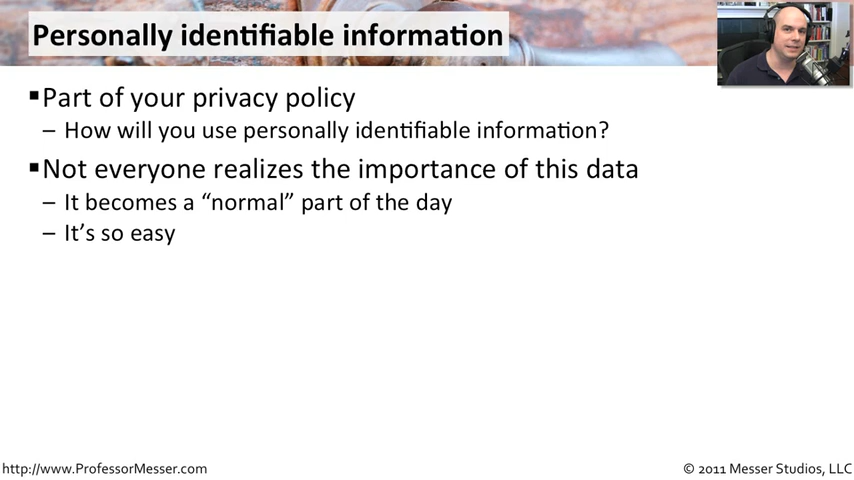 Personally identifiable information
▪Part of your privacy policy
– How will you use personally identifiable information?
▪Not everyone realizes the importance of this data
– It becomes a “normal” part of the day
– It’s so easy
http://www.ProfessorMesser.com
© 2011 Messer Studios, LLC